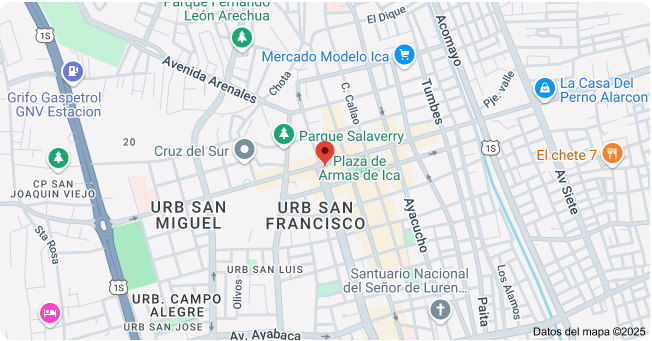 Parque Fernando
León Arechua
El Dique
1S
Acomayo
1S
Mercado Modelo Ica
Avenida Arenales
Chota
C. Callao
Tumbes
Pje. valle
Grifo Gaspetrol
GNV Estacion
La Casa Del
Perno Alarcon
20
Parque Salaverry
Cruz del Sur
1S
El chete 7
Plaza de
Armas de Ica
CP SAN
JOAQUIN VIEJO
Av Siete
URB SAN
MIGUEL
URB SAN
FRANCISCO
Ayacucho
Sta Rosa
URB SAN LUIS
Santuario Nacional
del Señor de Luren...
Los Alamos
1S
Olivos
URB. CAMPO
ALEGRE
Paita
URB SAN JOSE
Av. Ayabaca
Datos del mapa ©2025